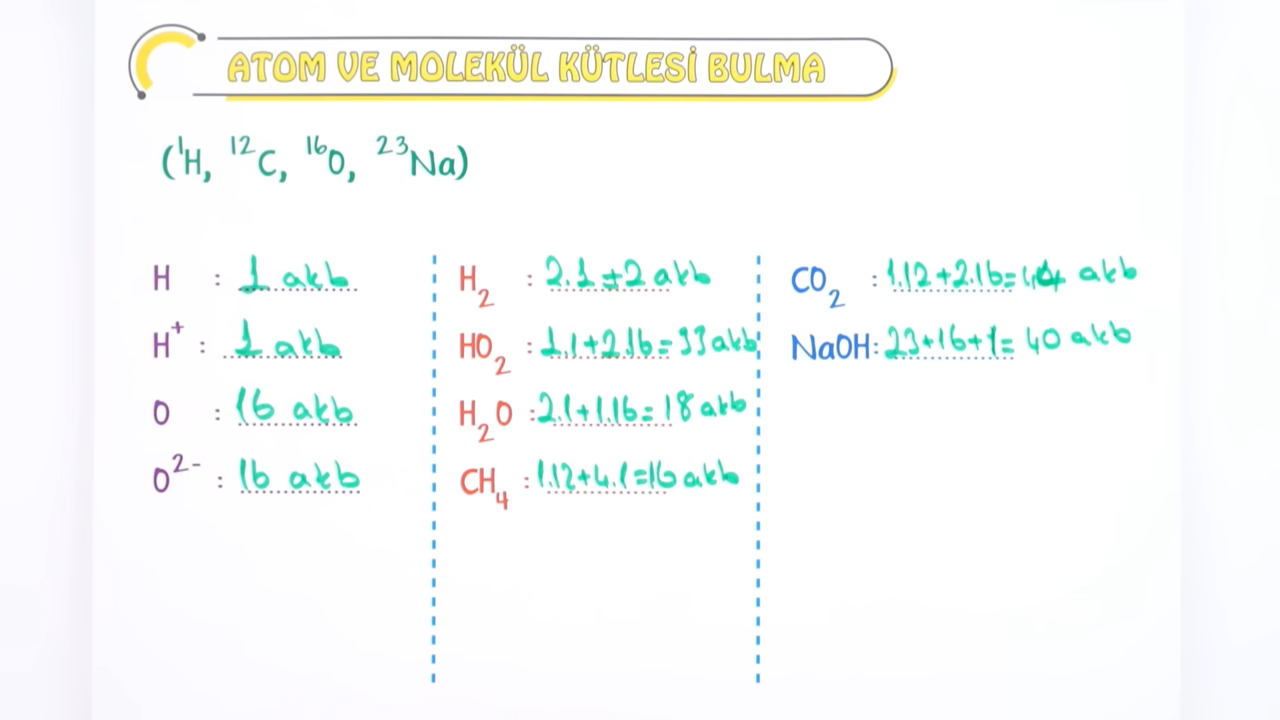 ATOM VE MOLEKÜL KÜTLESİ BULMA
(¹H, ¹²C, ¹⁶O, ²³Na)
H : 1 akb
H⁺ : 1 akb
O : 16 akb
O²⁻ : 16 akb
H₂ : 2.1=2 akb
HO₂ : 1.1+2.16=33 akb
H₂O : 2.1+1.16=18 akb
CH₄ : 1.12+4.1=16 akb
CO₂ : 1.12+2.16=44 akb
NaOH: 23+16+1= 40 akb